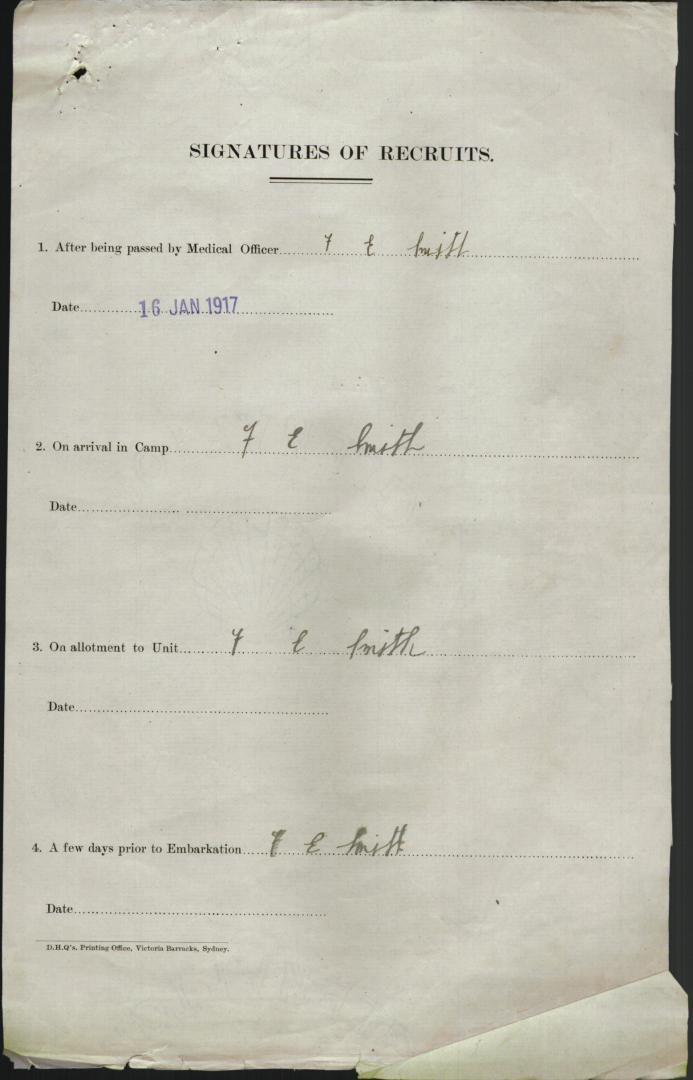 SIGNATURES OF RECRUITS.
1. After being passed by Medical Officer F E Smith
Date 16 JAN 1917
2. On arrival in Camp F E Smith
Date
3. On allotment to Unit F E Smith
Date
4. A few days prior to Embarkation F E Smith
Date
D.H.Q's. Printing Office, Victoria Barracks, Sydney.